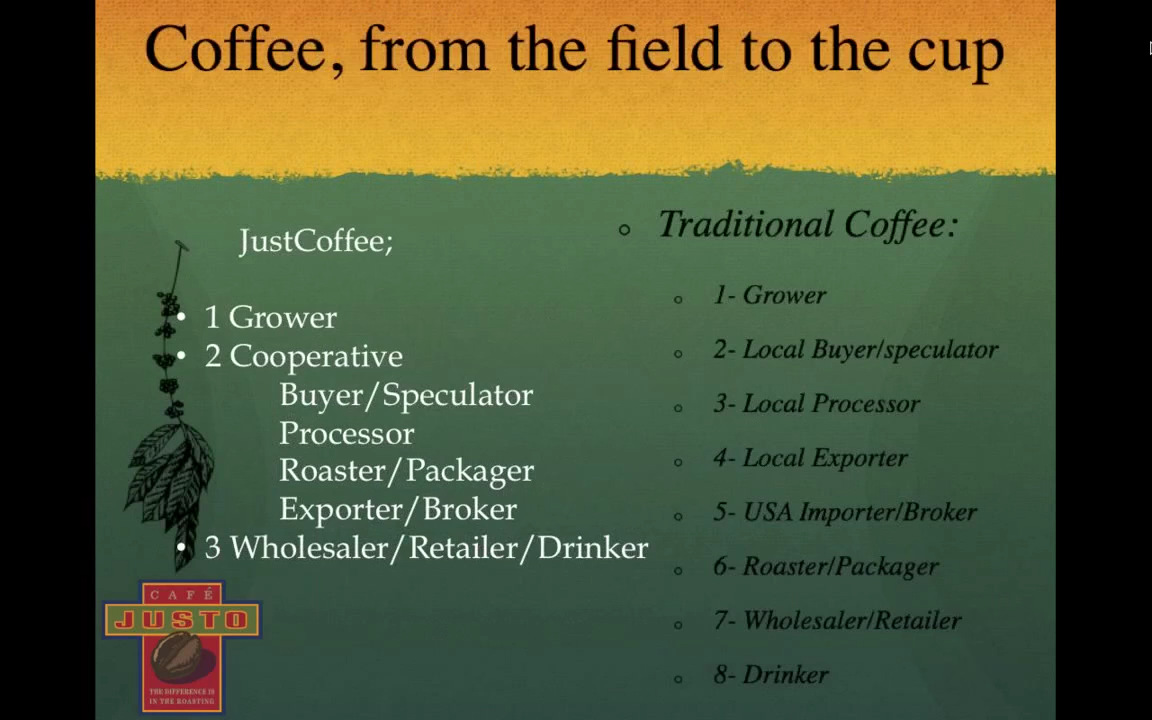 Coffee, from the field to the cup
JustCoffee;
• 1 Grower
• 2 Cooperative
Buyer/Speculator
Processor
Roaster/Packager
Exporter/Broker
• 3 Wholesaler/Retailer/Drinker
Traditional Coffee:
1- Grower
2- Local Buyer/speculator
3- Local Processor
4- Local Exporter
5- USA Importer/Broker
6- Roaster/Packager
7- Wholesaler/Retailer
8- Drinker
CAFÉ
JUSTO
THE DIFFERENCE IS
IN THE ROASTING